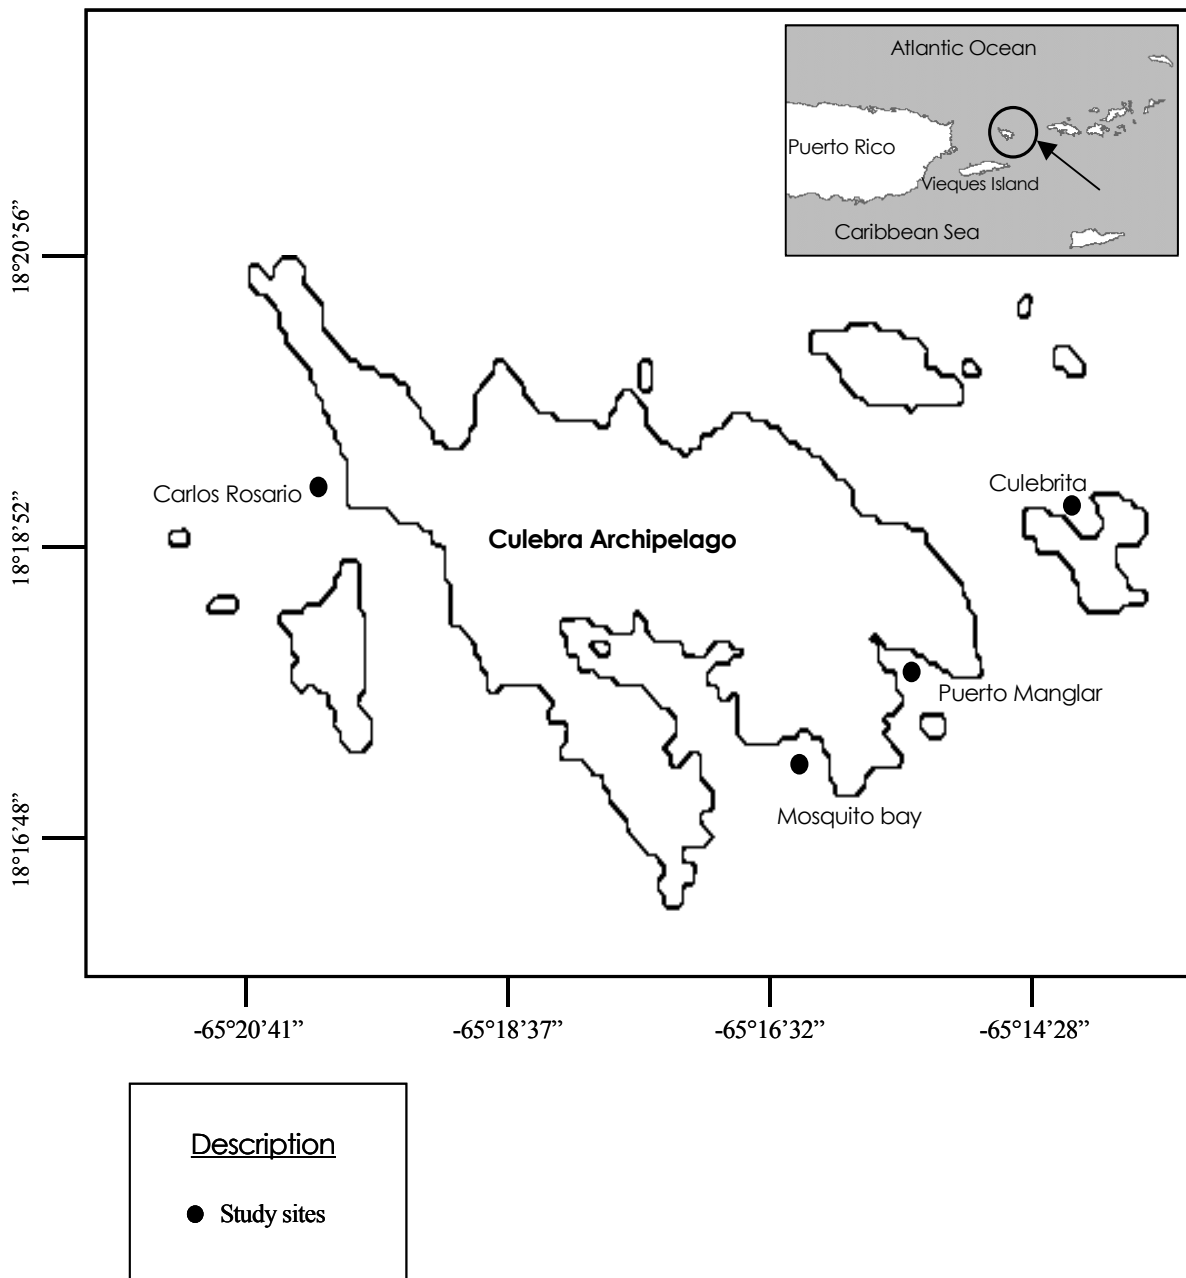 Atlantic Ocean
Puerto Rico
Vieques Island
Caribbean Sea
18°20’56”
Carlos Rosario
Culebrita
18°18’52”
Culebra Archipelago
Puerto Manglar
Mosquito bay
18°16’48”
-65°20’41”
-65°18’37”
-65°16’32”
-65°14’28”
Description
Study sites